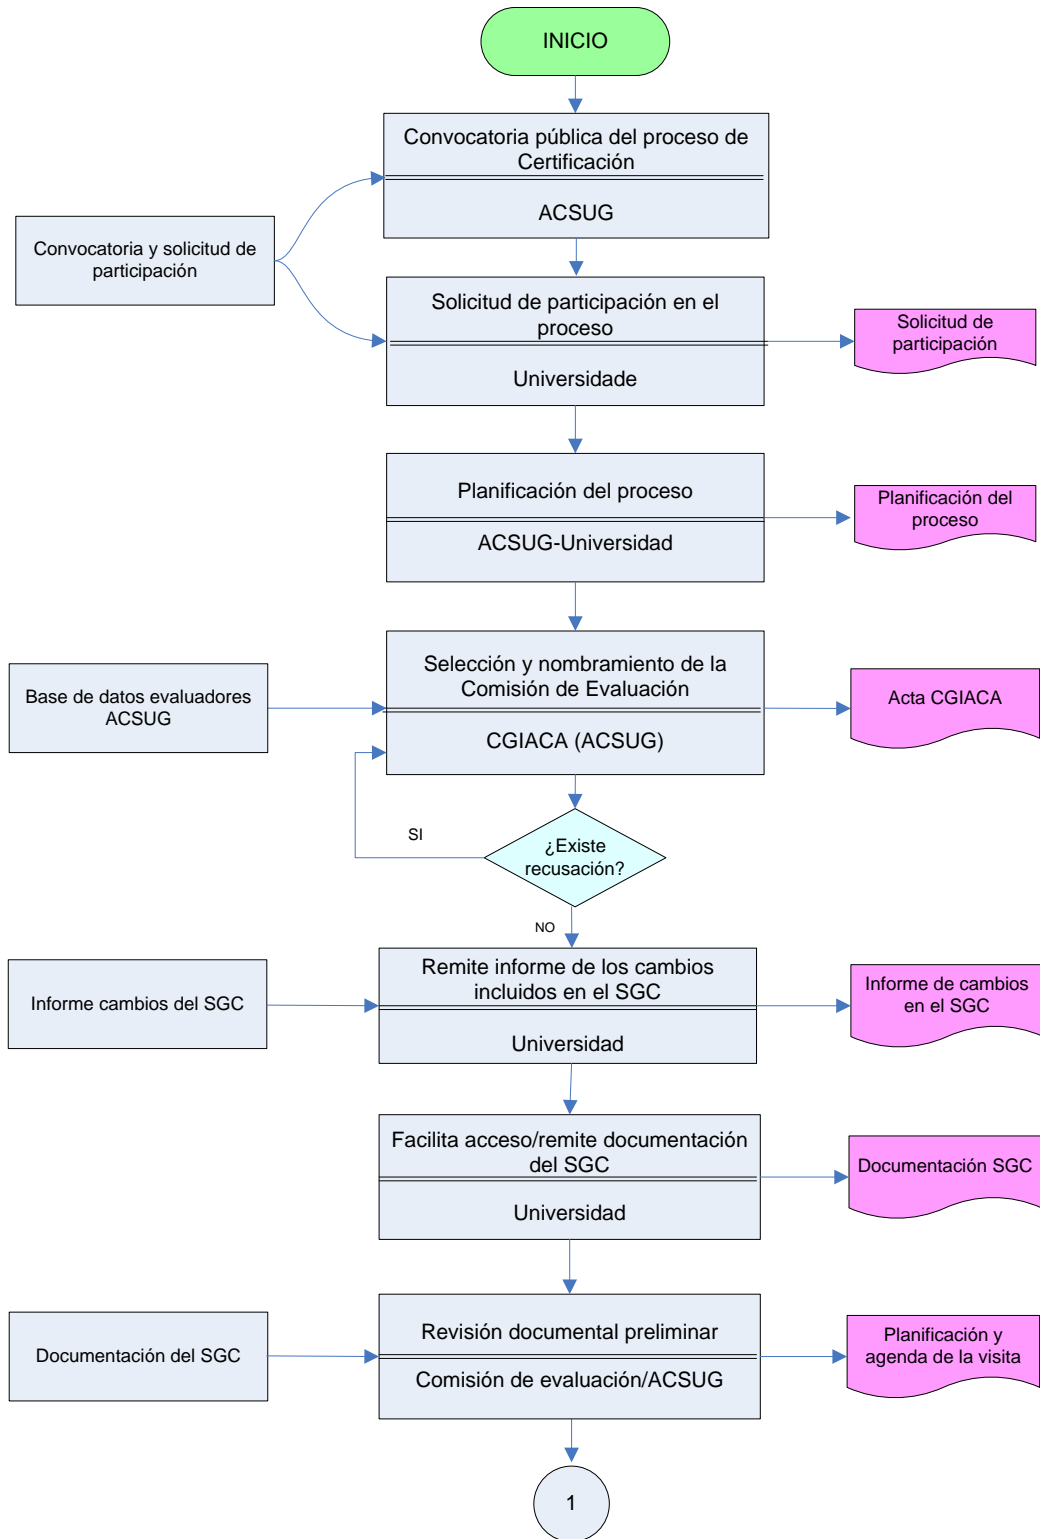 INICIO
Convocatoria pública del proceso de
Certificación
ACSUG
Convocatoria y solicitud de
participación
Solicitud de participación en el
proceso
Universidade
Solicitud de
participación
Planificación del proceso
ACSUG-Universidad
Planificación del
proceso
Selección y nombramiento de la
Comisión de Evaluación
CGIACA (ACSUG)
Base de datos evaluadores
ACSUG
Acta CGIACA
SI
¿Existe
recusación?
NO
Remite informe de los cambios
incluidos en el SGC
Universidad
Informe cambios del SGC
Informe de cambios
en el SGC
Facilita acceso/remite documentación
del SGC
Universidad
Documentación SGC
Revisión documental preliminar
Comisión de evaluación/ACSUG
Documentación del SGC
Planificación y
agenda de la visita
1